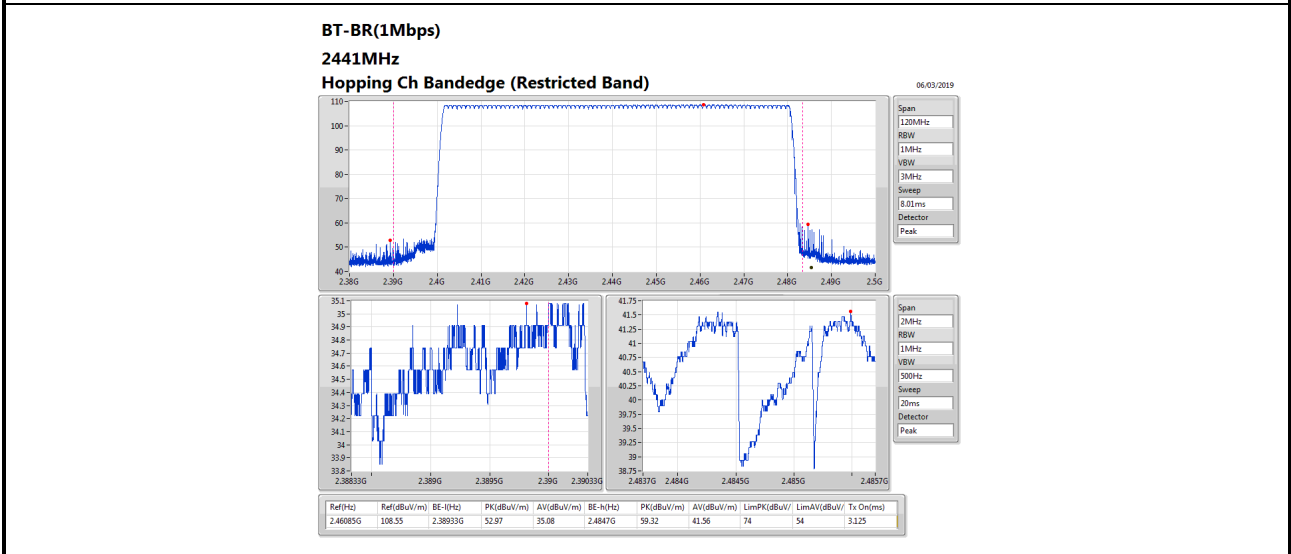 BT-BR(1Mbps)
2441MHz
Hopping Ch Bandedge (Restricted Band)
06/03/2019
110
100
90
80
70
60
50
40
2.38G 2.39G 2.4G 2.41G 2.42G 2.43G 2.44G 2.45G 2.46G 2.47G 2.48G 2.49G 2.5G
Span
120MHz
RBW
1MHz
VBW
3MHz
Sweep
8.01ms
Detector
Peak
35.1
35
34.9
34.8
34.7
34.6
34.5
34.4
34.3
34.2
34.1
34
33.9
33.8
2.38833G 2.389G 2.3895G 2.39G 2.39033G
41.75
41.5
41.25
41
40.75
40.5
40.25
40
39.75
39.5
39.25
39
38.75
2.4837G 2.484G 2.4845G 2.485G 2.4857G
Span
2MHz
RBW
1MHz
VBW
500Hz
Sweep
20ms
Detector
Peak
Ref(Hz) Ref(dBuV/m) BE-l(Hz) PK(dBuV/m) AV(dBuV/m) BE-h(Hz) PK(dBuV/m) AV(dBuV/m) LimPK(dBuV/ LimAV(dBuV/ Tx On(ms)
2.46085G 108.55 2.38933G 52.97 35.08 2.4847G 59.32 41.56 74 54 3.125